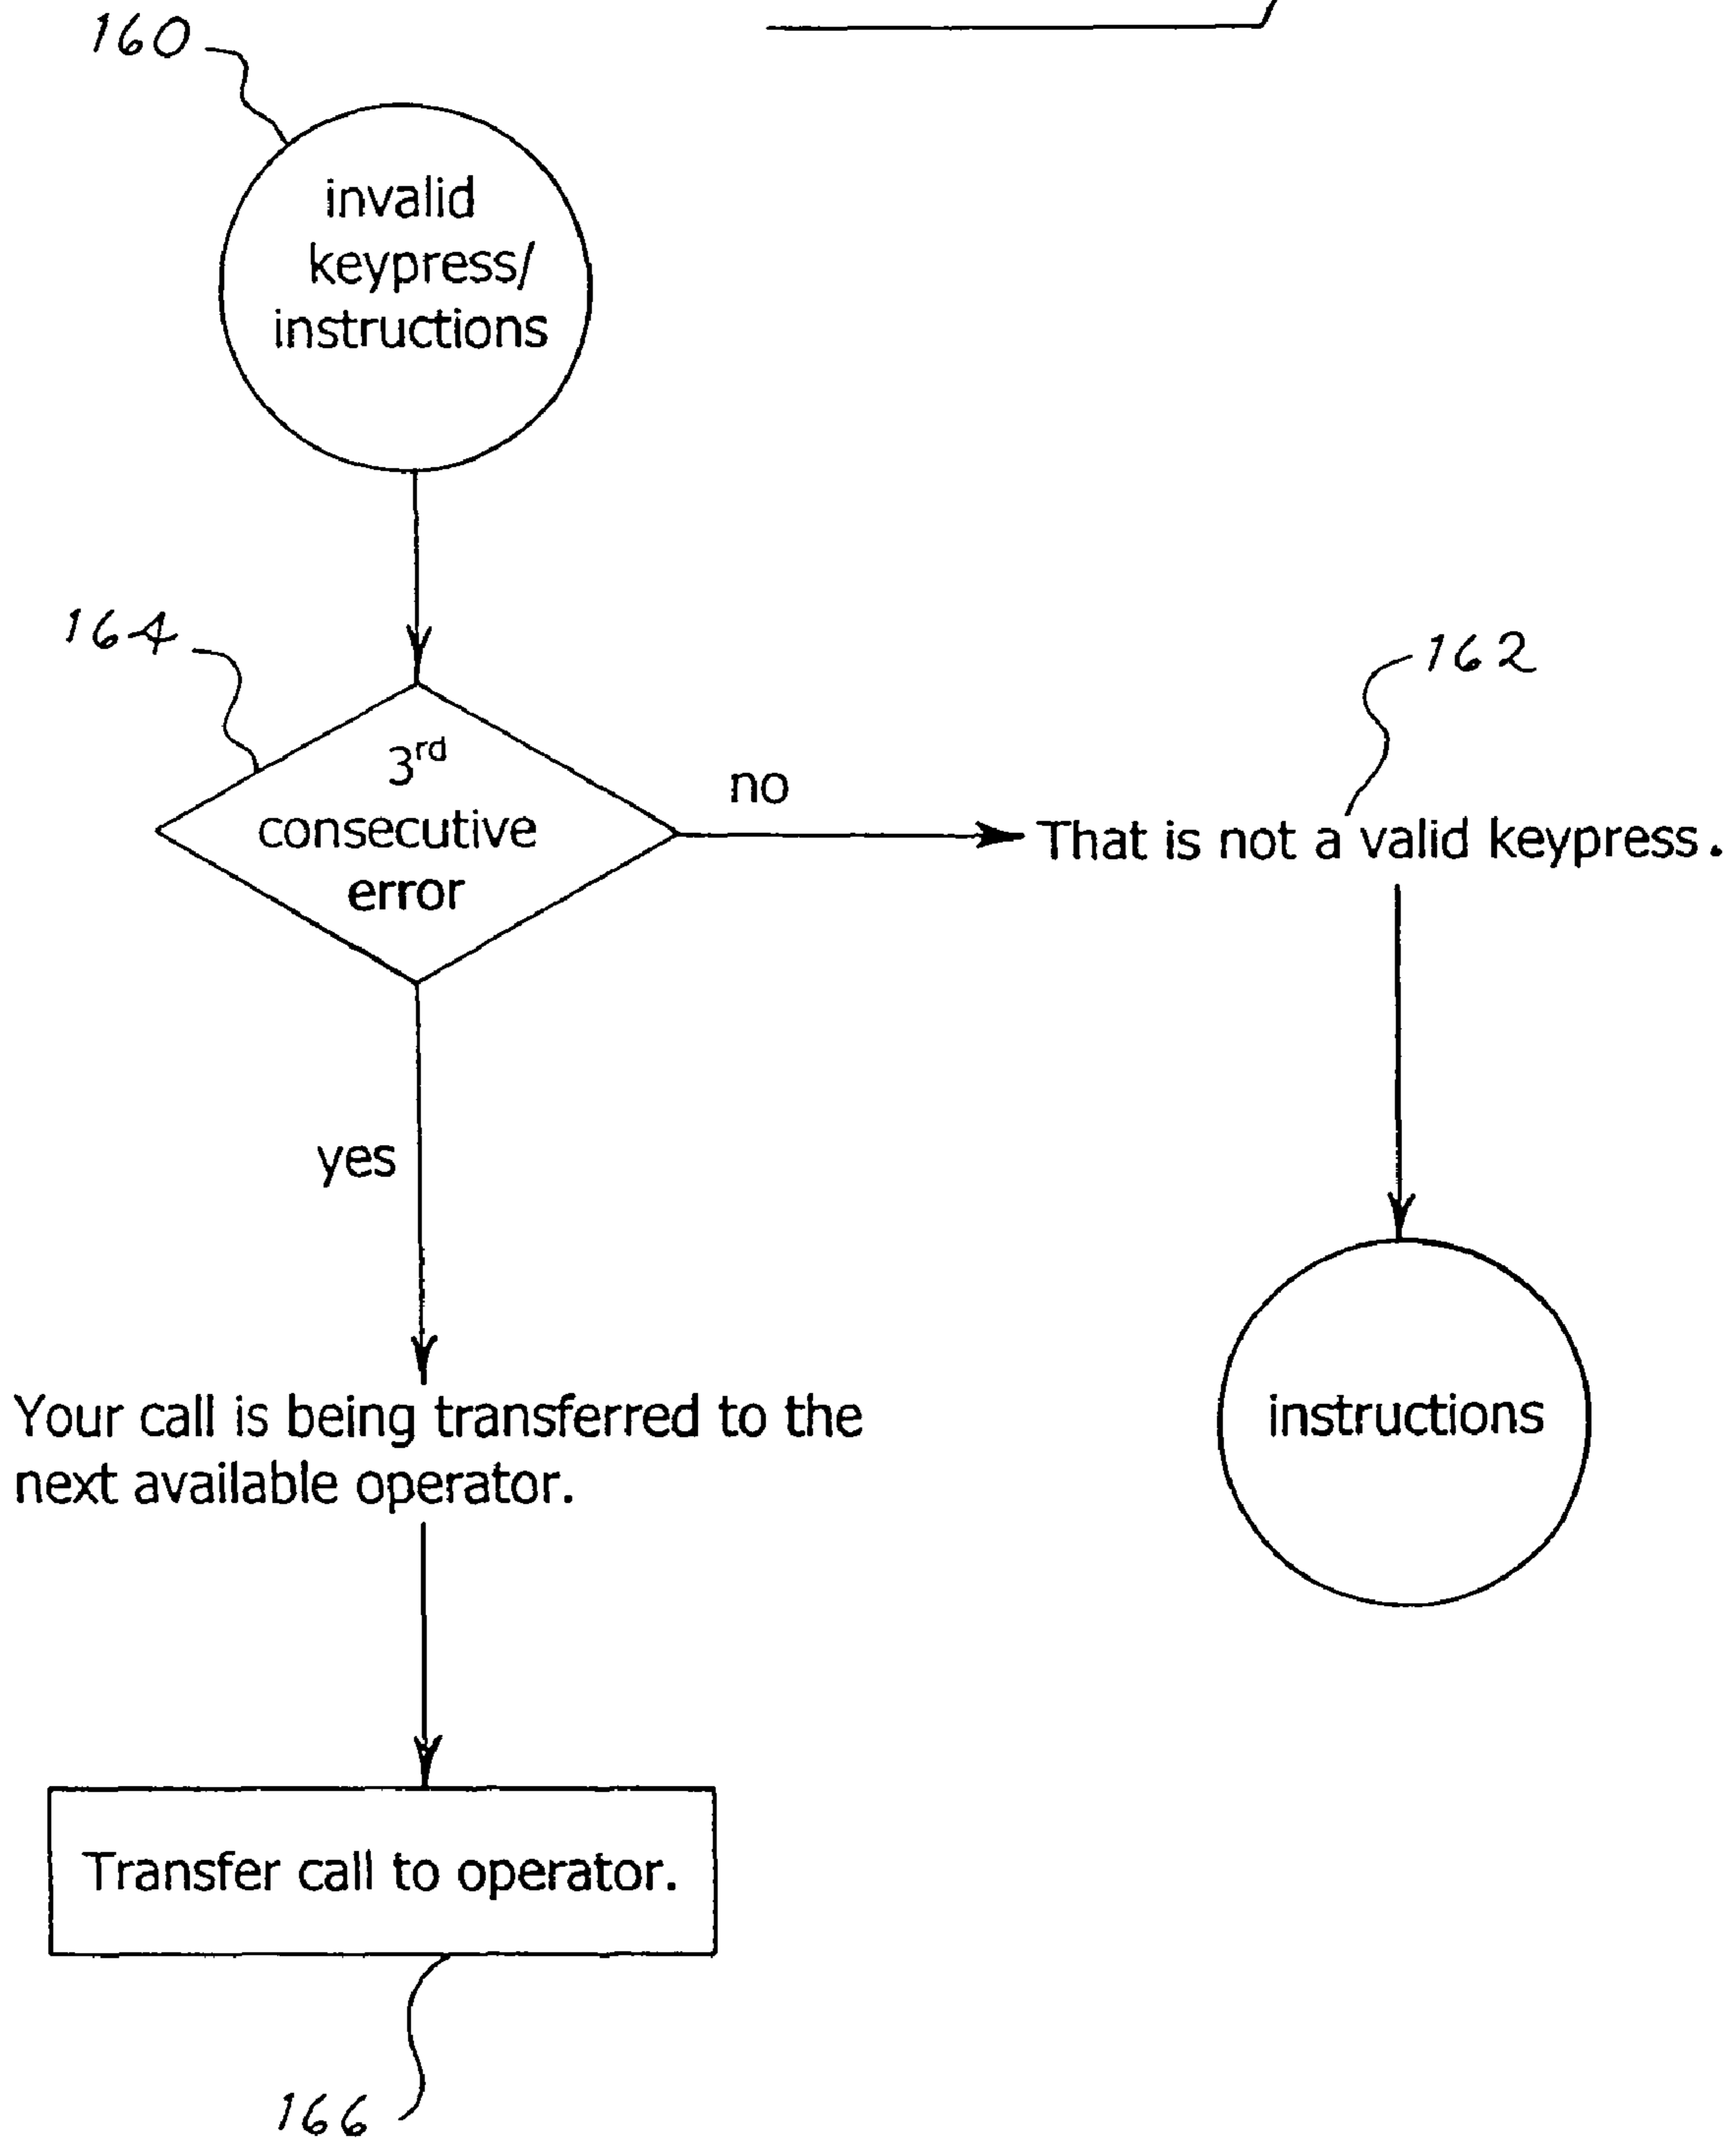 160
invalid
keypress/
instructions
164
3rd
consecutive
error
no
162
That is not a valid keypress.
yes
Your call is being transferred to the
next available operator.
instructions
Transfer call to operator.
166